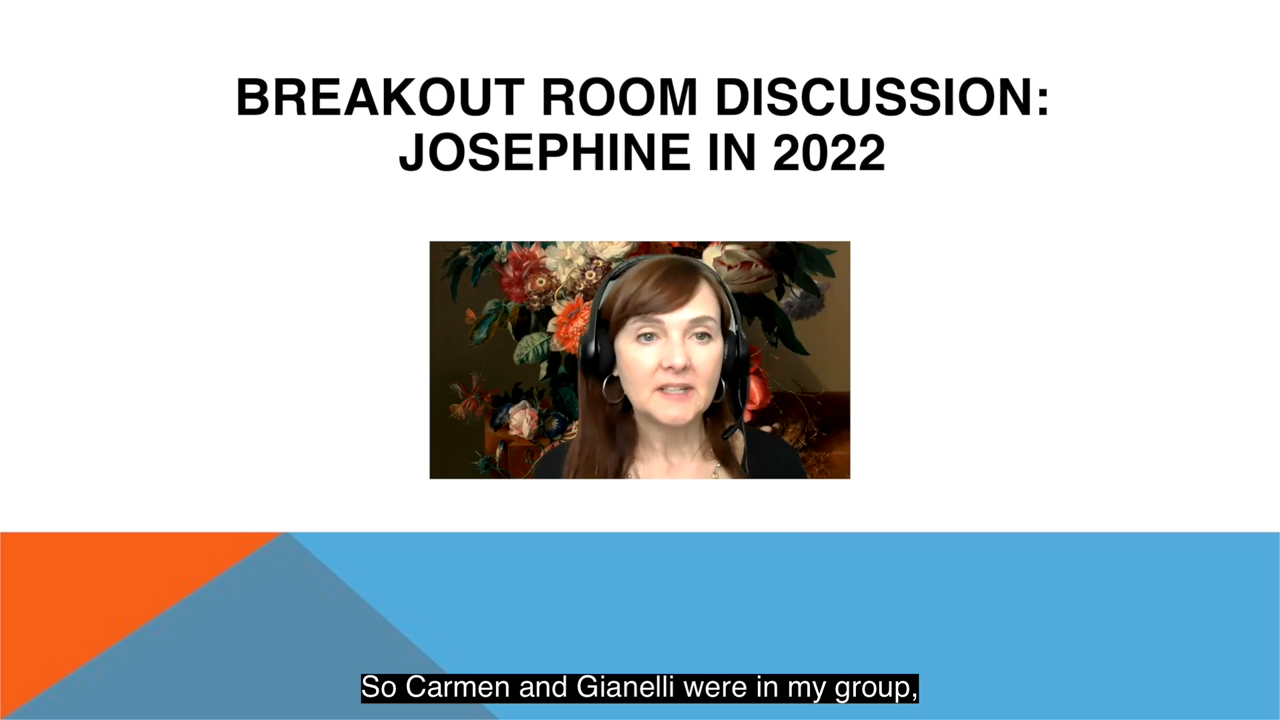 BREAKOUT ROOM DISCUSSION:
JOSEPHINE IN 2022
So Carmen and Gianelli were in my group,